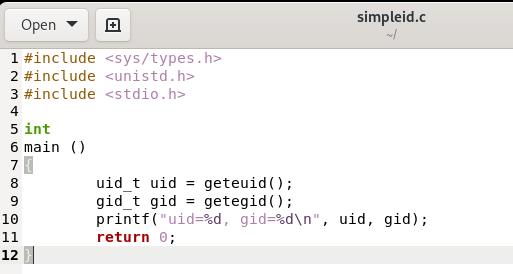 Open simpleid.c
~/
1 #include <sys/types.h>
2 #include <unistd.h>
3 #include <stdio.h>
4
5 int
6 main ()
7 {
8 uid_t uid = geteuid();
9 gid_t gid = getegid();
10 printf("uid=%d, gid=%d\n", uid, gid);
11 return 0;
12 }